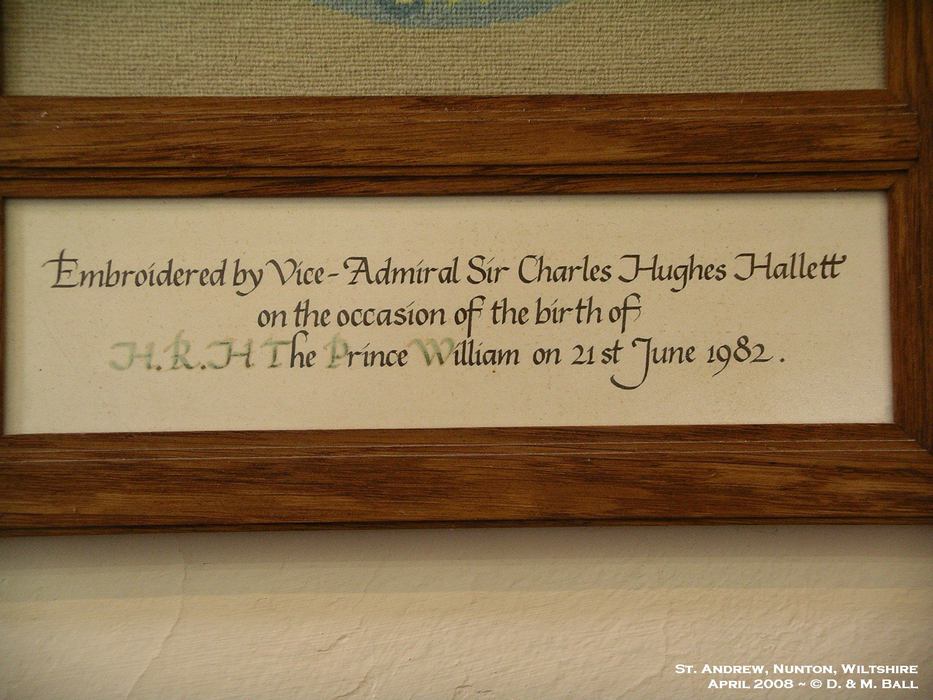 Embroidered by Vice-Admiral Sir Charles Hughes Hallett
on the occasion of the birth of
H.R.H The Prince William on 21st June 1982.
St. Andrew, Nunton, Wiltshire
April 2008 ~ © D. & M. Ball